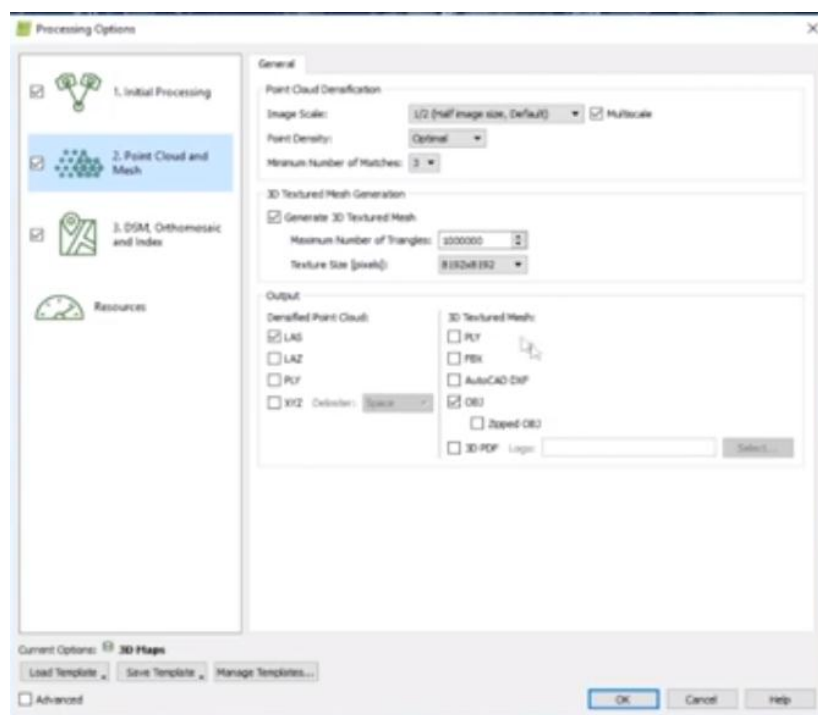 Processing Options
1. Initial Processing
2. Point Cloud and
Mesh
3. DSM, Orthomosaic
and Index
Resources
General
Point Cloud Densification
Image Scale: 1/2 (Half image size, Default) Multiscale
Point Density: Optimal
Minimum Number of Matches: 3
3D Textured Mesh Generation
Generate 3D Textured Mesh
Maximum Number of Triangles: 1000000
Texture Size [pixels]: 8192x8192
Output
Densified Point Cloud:
LAS
LAZ
PLY
XYZ Delimiter: Space
3D Textured Mesh:
PLY
FBX
AutoCAD DXF
OBJ
Zipped OBJ
3D PDF Logo: Select...
Current Options: 3D Maps
Load Template Save Template Manage Templates...
Advanced
OK Cancel Help